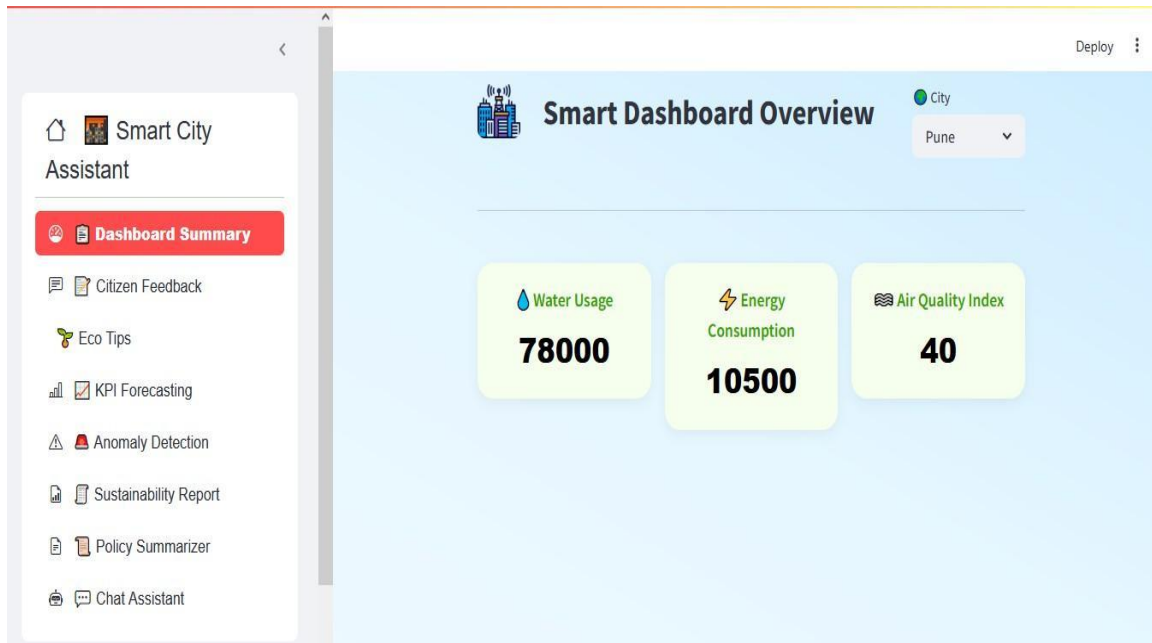 Deploy
Smart City
Assistant
Dashboard Summary
Citizen Feedback
Eco Tips
KPI Forecasting
Anomaly Detection
Sustainability Report
Policy Summarizer
Chat Assistant
Smart Dashboard Overview
City
Pune
Water Usage
78000
Energy
Consumption
10500
Air Quality Index
40